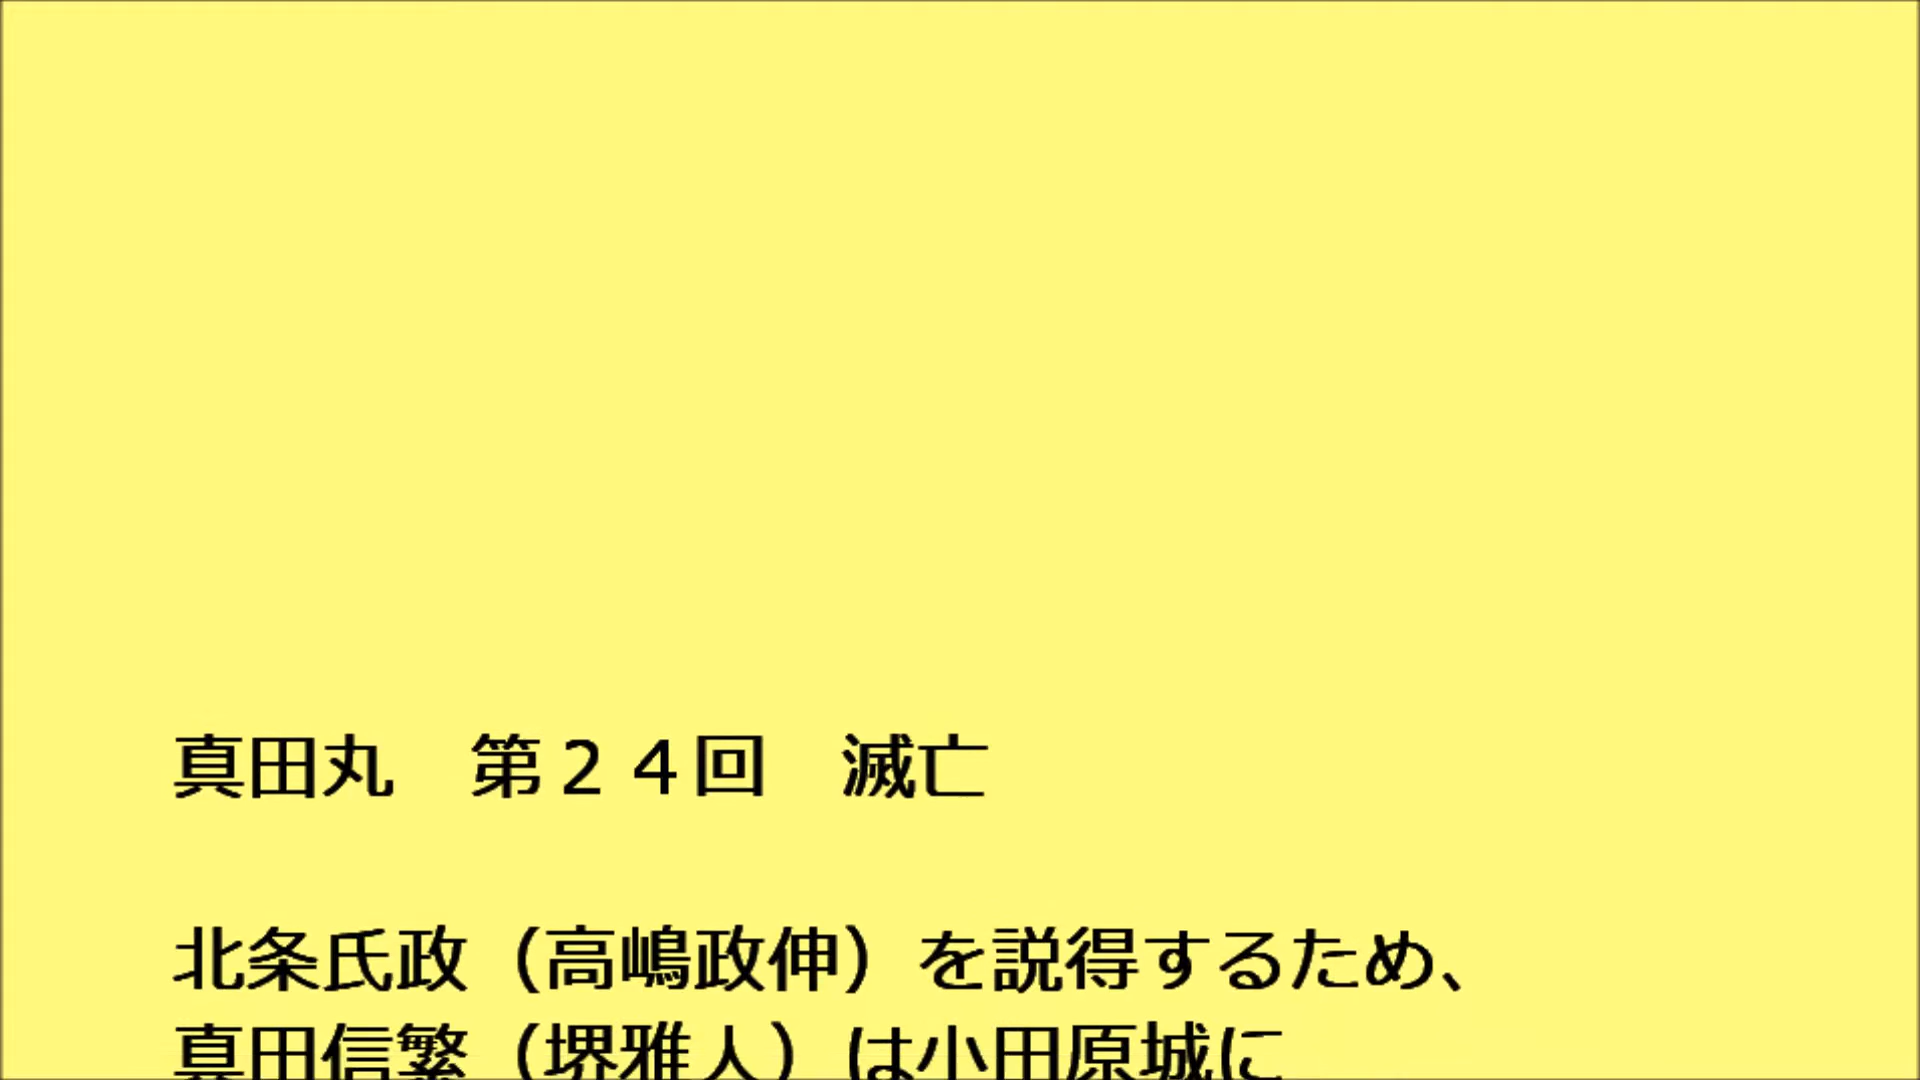 真田丸　第２４回　滅亡
北条氏政（高嶋政伸）を説得するため、
真田信繁（堺雅人）は小田原城に